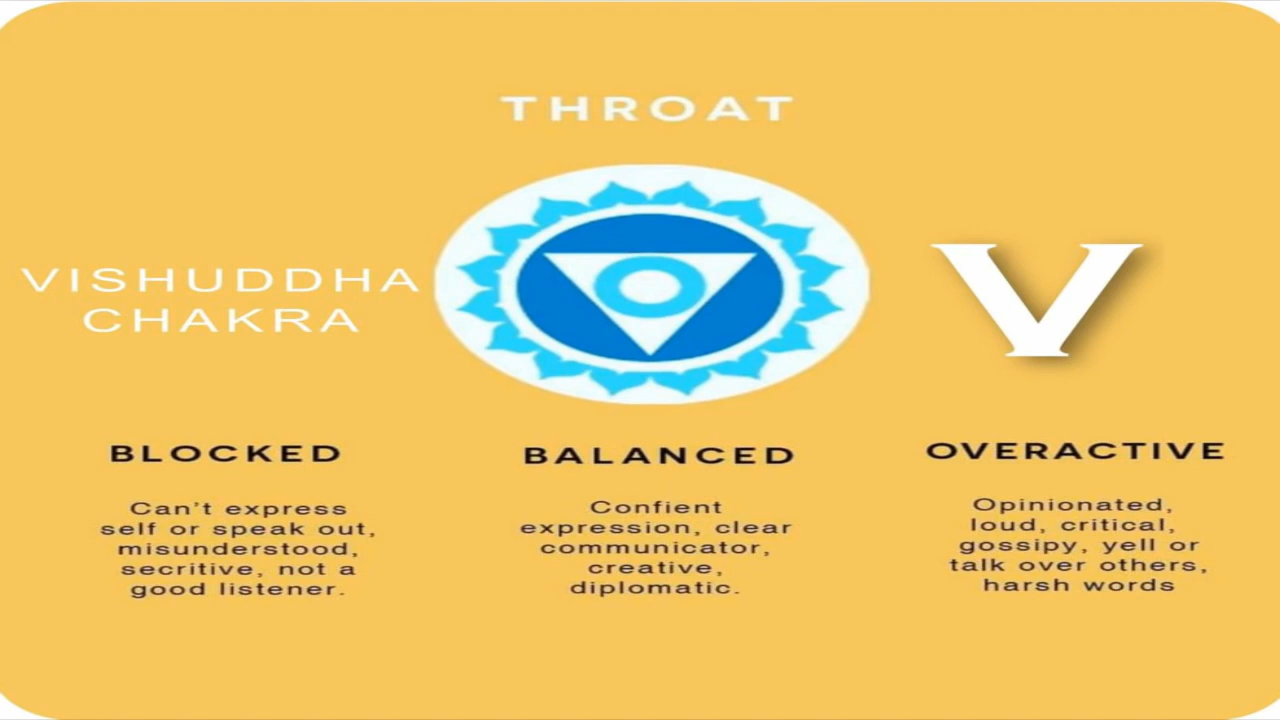 THROAT
VISHUDDHA
CHAKRA
V
BLOCKED
Can't express
self or speak out,
misunderstood,
secritive, not a
good listener.
BALANCED
Confient
expression, clear
communicator,
creative,
diplomatic.
OVERACTIVE
Opinionated,
loud, critical,
gossipy, yell or
talk over others,
harsh words